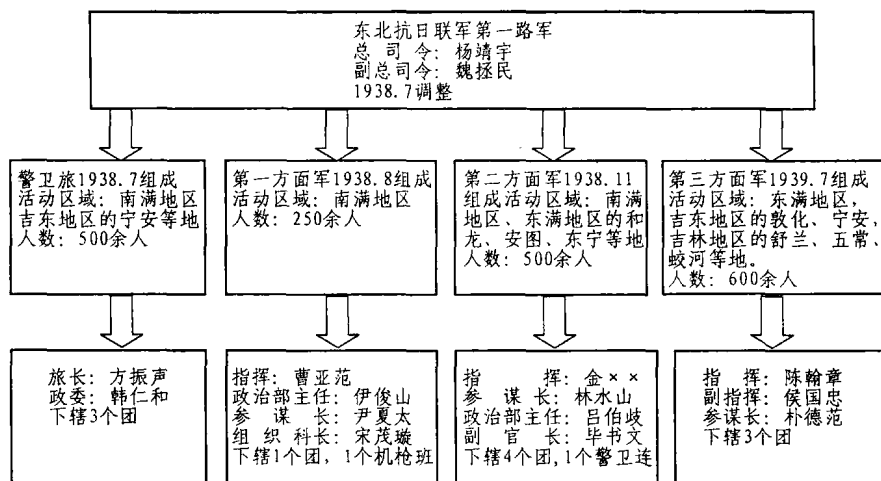 东北抗日联军第一路军
总司令：杨靖宇
副总司令：魏拯民
1938.7调整
警卫旅1938.7组成
活动区域：南满地区
吉东地区的宁安等地
人数：500余人
第一方面军1938.8组成
活动区域：南满地区
人数：250余人
第二方面军1938.11
组成活动区域：南满
地区、东满地区的和
龙、安图、东宁等地
人数：500余人
第三方面军1939.7组成
活动区域：东满地区，
吉东地区的敦化、宁安，
吉林地区的舒兰、五常、
蛟河等地。
人数：600余人
旅长：方振声
政委：韩仁和
下辖3个团
指挥：曹亚范
政治部主任：伊俊山
参谋长：尹夏太
组织科长：宋茂璇
下辖1个团，1个机枪班
指挥：金××
参谋长：林水山
政治部主任：吕伯歧
副官长：毕书文
下辖4个团,1个警卫连
指挥：陈翰章
副指挥：侯国忠
参谋长：朴德范
下辖3个团